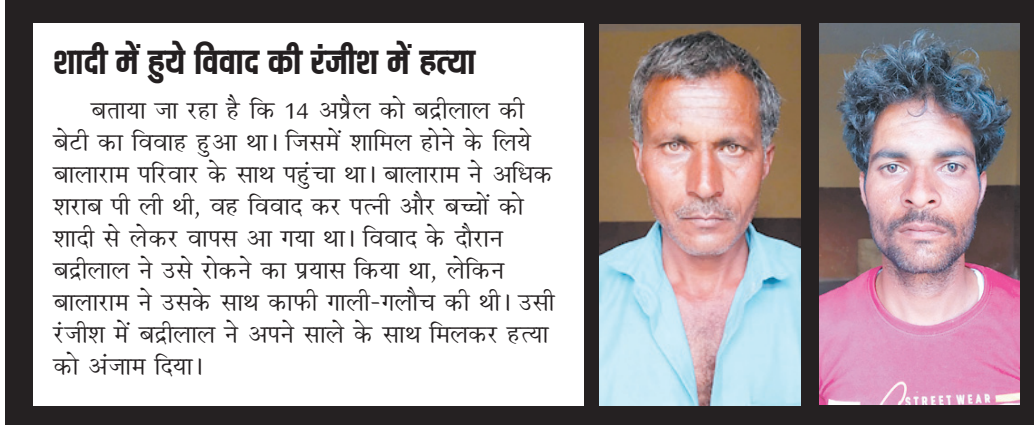 शादी में हुये विवाद की रंजीश में हत्या
बताया जा रहा है कि 14 अप्रैल को बद्रीलाल की
बेटी का विवाह हुआ था। जिसमें शामिल होने के लिये
बालाराम परिवार के साथ पहुंचा था। बालाराम ने अधिक
शराब पी ली थी, वह विवाद कर पत्नी और बच्चों को
शादी से लेकर वापस आ गया था। विवाद के दौरान
बद्रीलाल ने उसे रोकने का प्रयास किया था, लेकिन
बालाराम ने उसके साथ काफी गाली-गलौच की थी। उसी
रंजीश में बद्रीलाल ने अपने साले के साथ मिलकर हत्या
को अंजाम दिया।
STREET WEAR